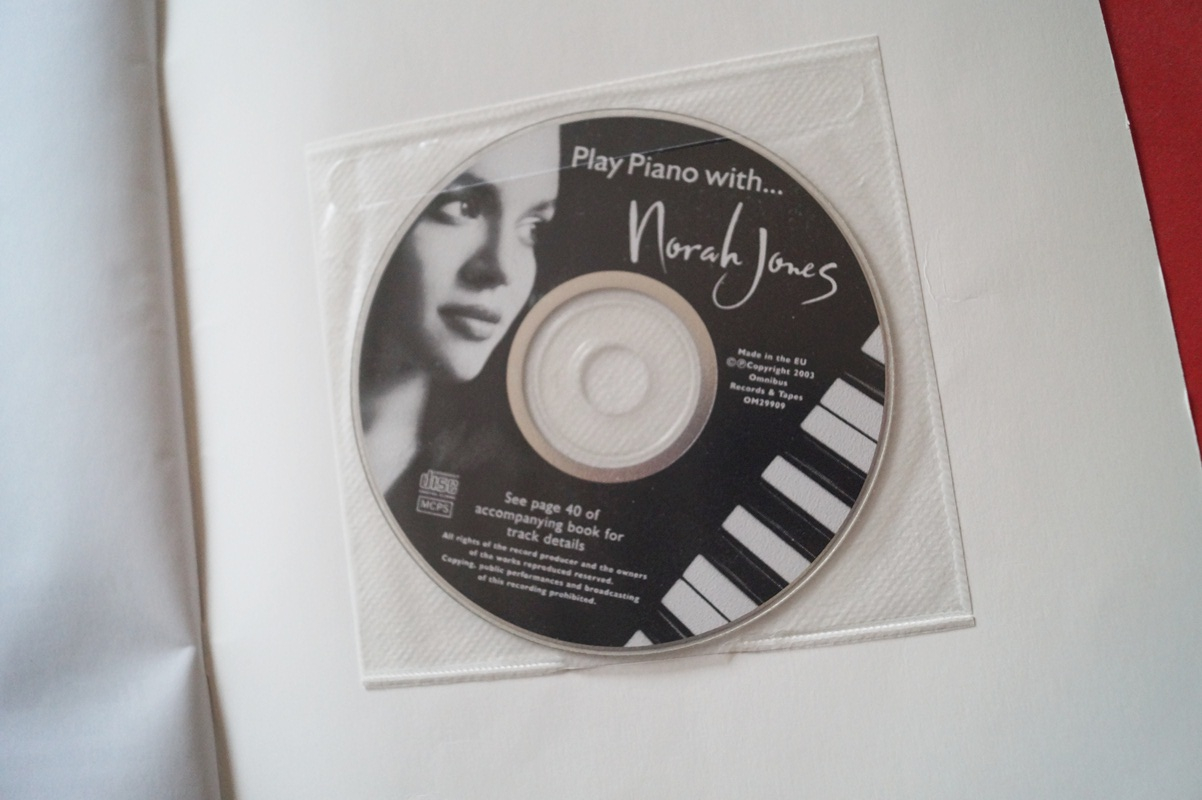 Play Piano with...
Norah Jones
Made in the EU
©℗Copyright 2003
Omnibus
Records & Tapes
OM29909
disc
MCPS
See page 40 of
accompanying book for
track details
All rights of the record producer and the owners
of the works reproduced reserved.
Copying, public performances and broadcasting
of this recording prohibited.